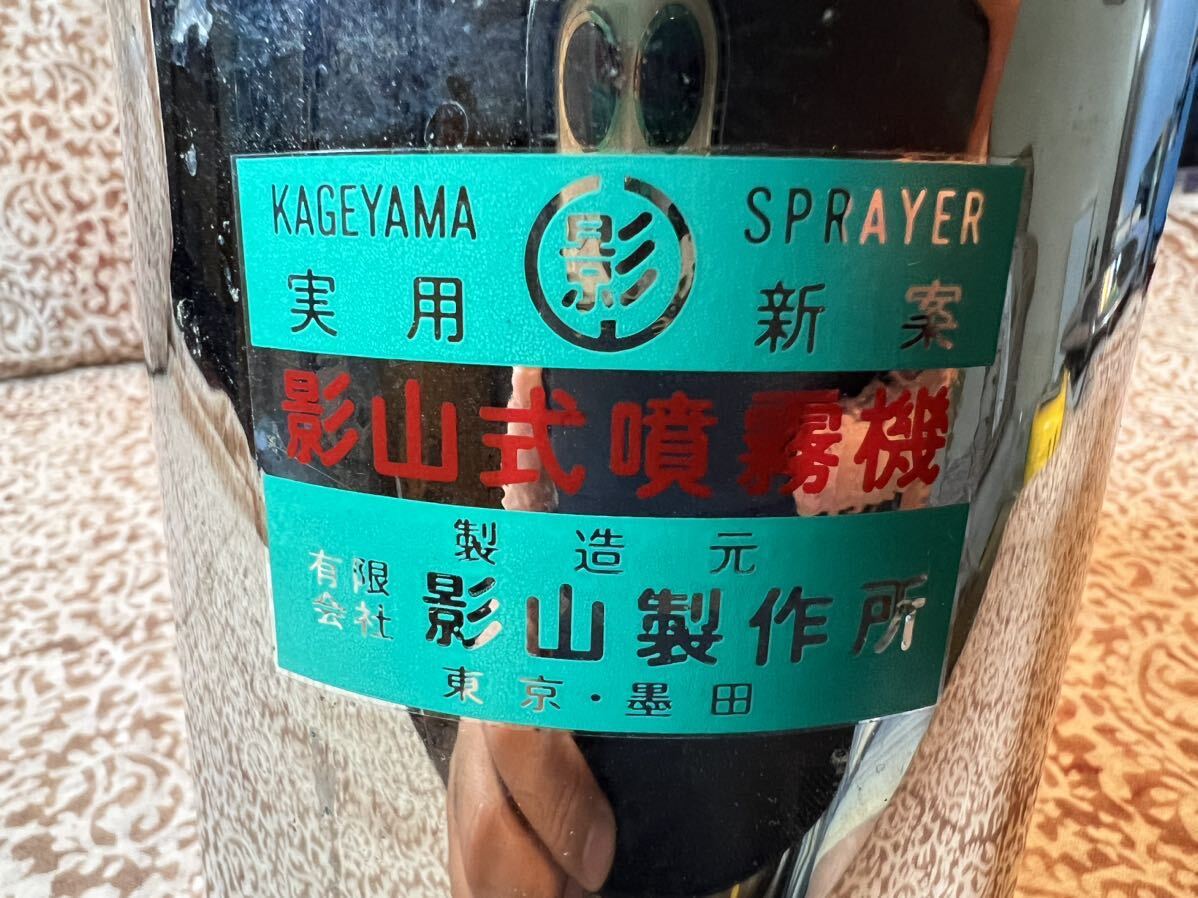 KAGEYAMA 影 SPRAYER
実用 新案
影山式噴霧機
製造元
有限会社 影山製作所
東京・墨田